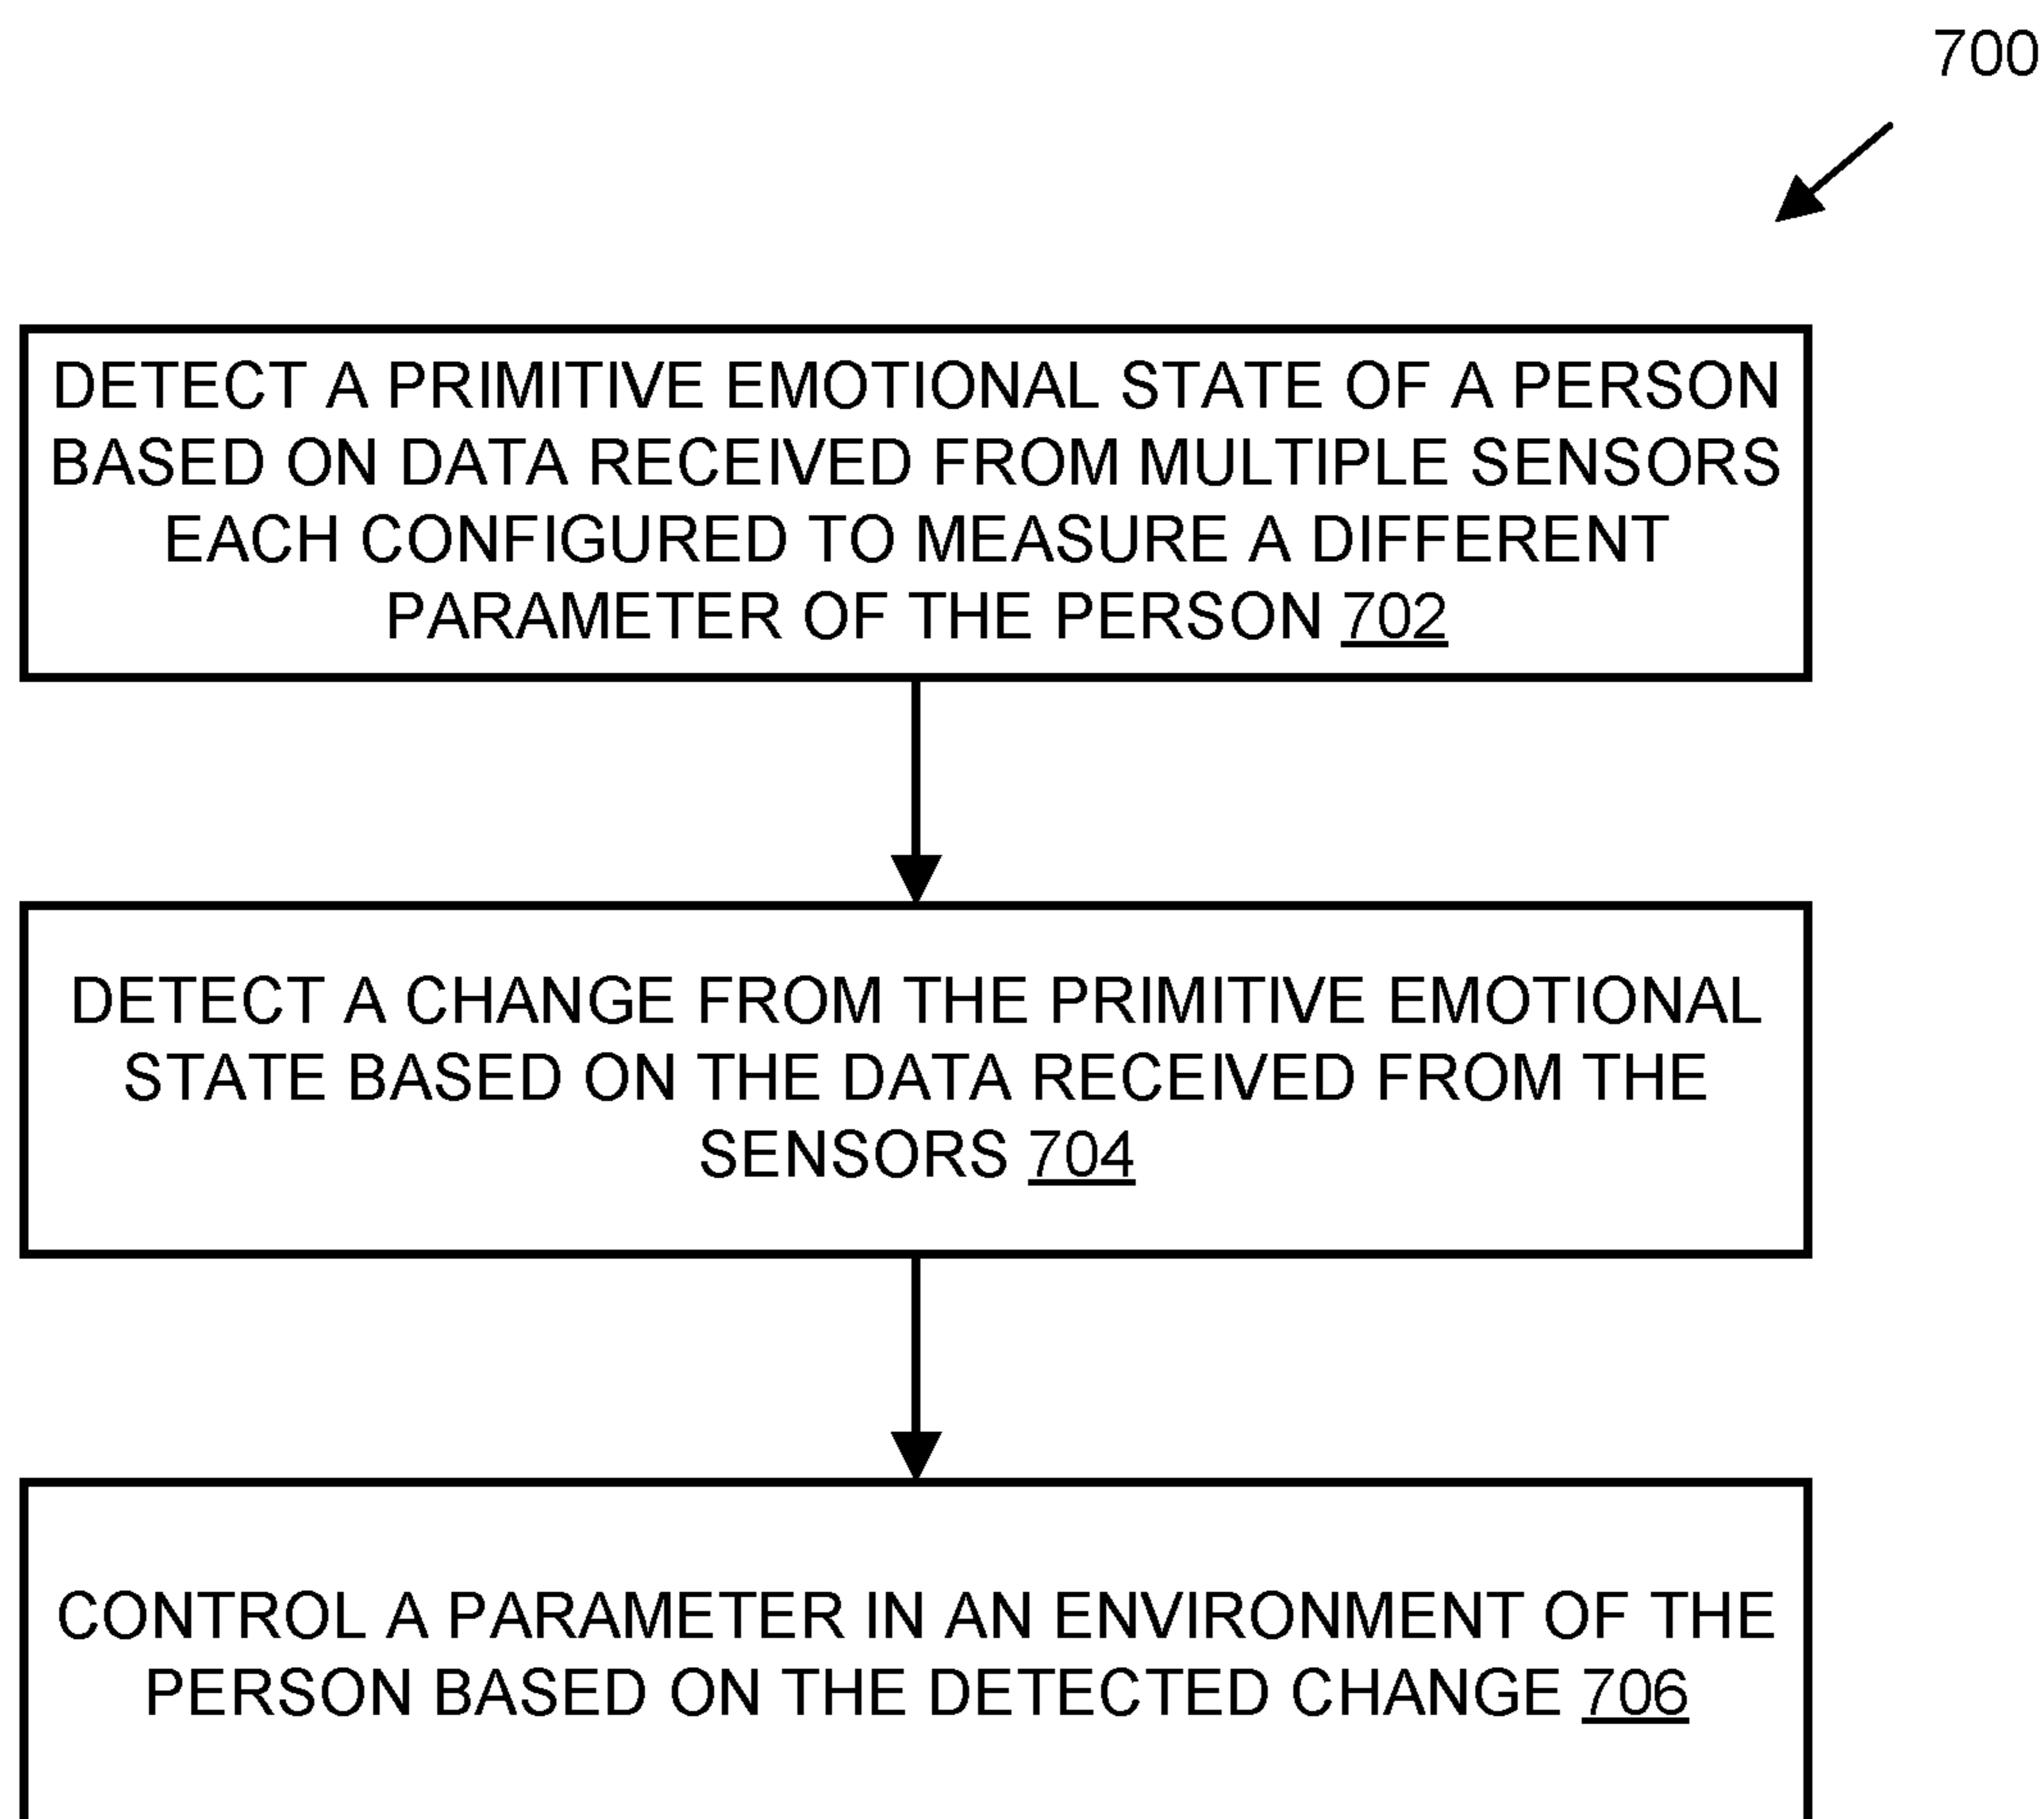 700
DETECT A PRIMITIVE EMOTIONAL STATE OF A PERSON
BASED ON DATA RECEIVED FROM MULTIPLE SENSORS
EACH CONFIGURED TO MEASURE A DIFFERENT
PARAMETER OF THE PERSON 702
DETECT A CHANGE FROM THE PRIMITIVE EMOTIONAL
STATE BASED ON THE DATA RECEIVED FROM THE
SENSORS 704
CONTROL A PARAMETER IN AN ENVIRONMENT OF THE
PERSON BASED ON THE DETECTED CHANGE 706